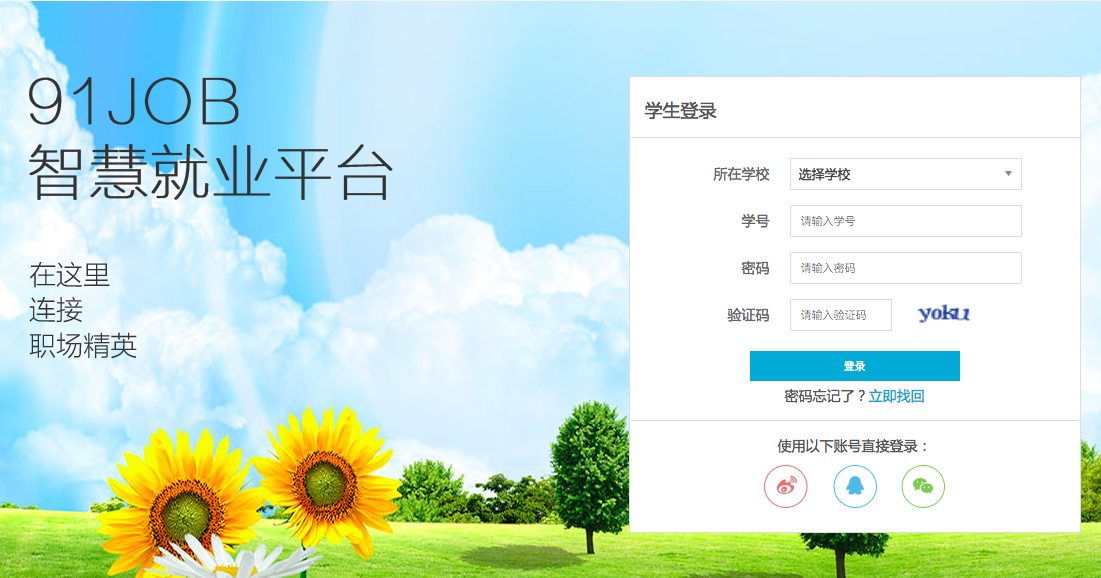 91JOB
智慧就业平台
在这里
连接
职场精英
学生登录
所在学校 选择学校
学号 请输入学号
密码 请输入密码
验证码 请输入验证码 yoku
登录
密码忘记了？立即找回
使用以下账号直接登录：